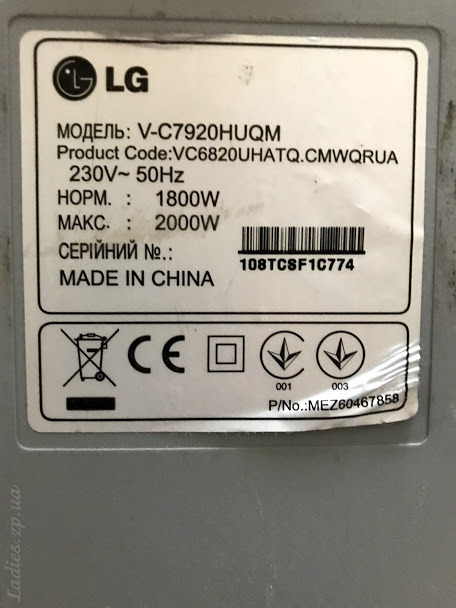 LG
МОДЕЛЬ: V-C7920HUQM
Product Code:VC6820UHATQ.CMWQRUA
230V~ 50Hz
НОРМ. : 1800W
МАКС. : 2000W
СЕРІЙНИЙ №.:
108TCSF1C774
MADE IN CHINA
CE
001
003
P/No.:MEZ60467858
Ladies.zp.ua